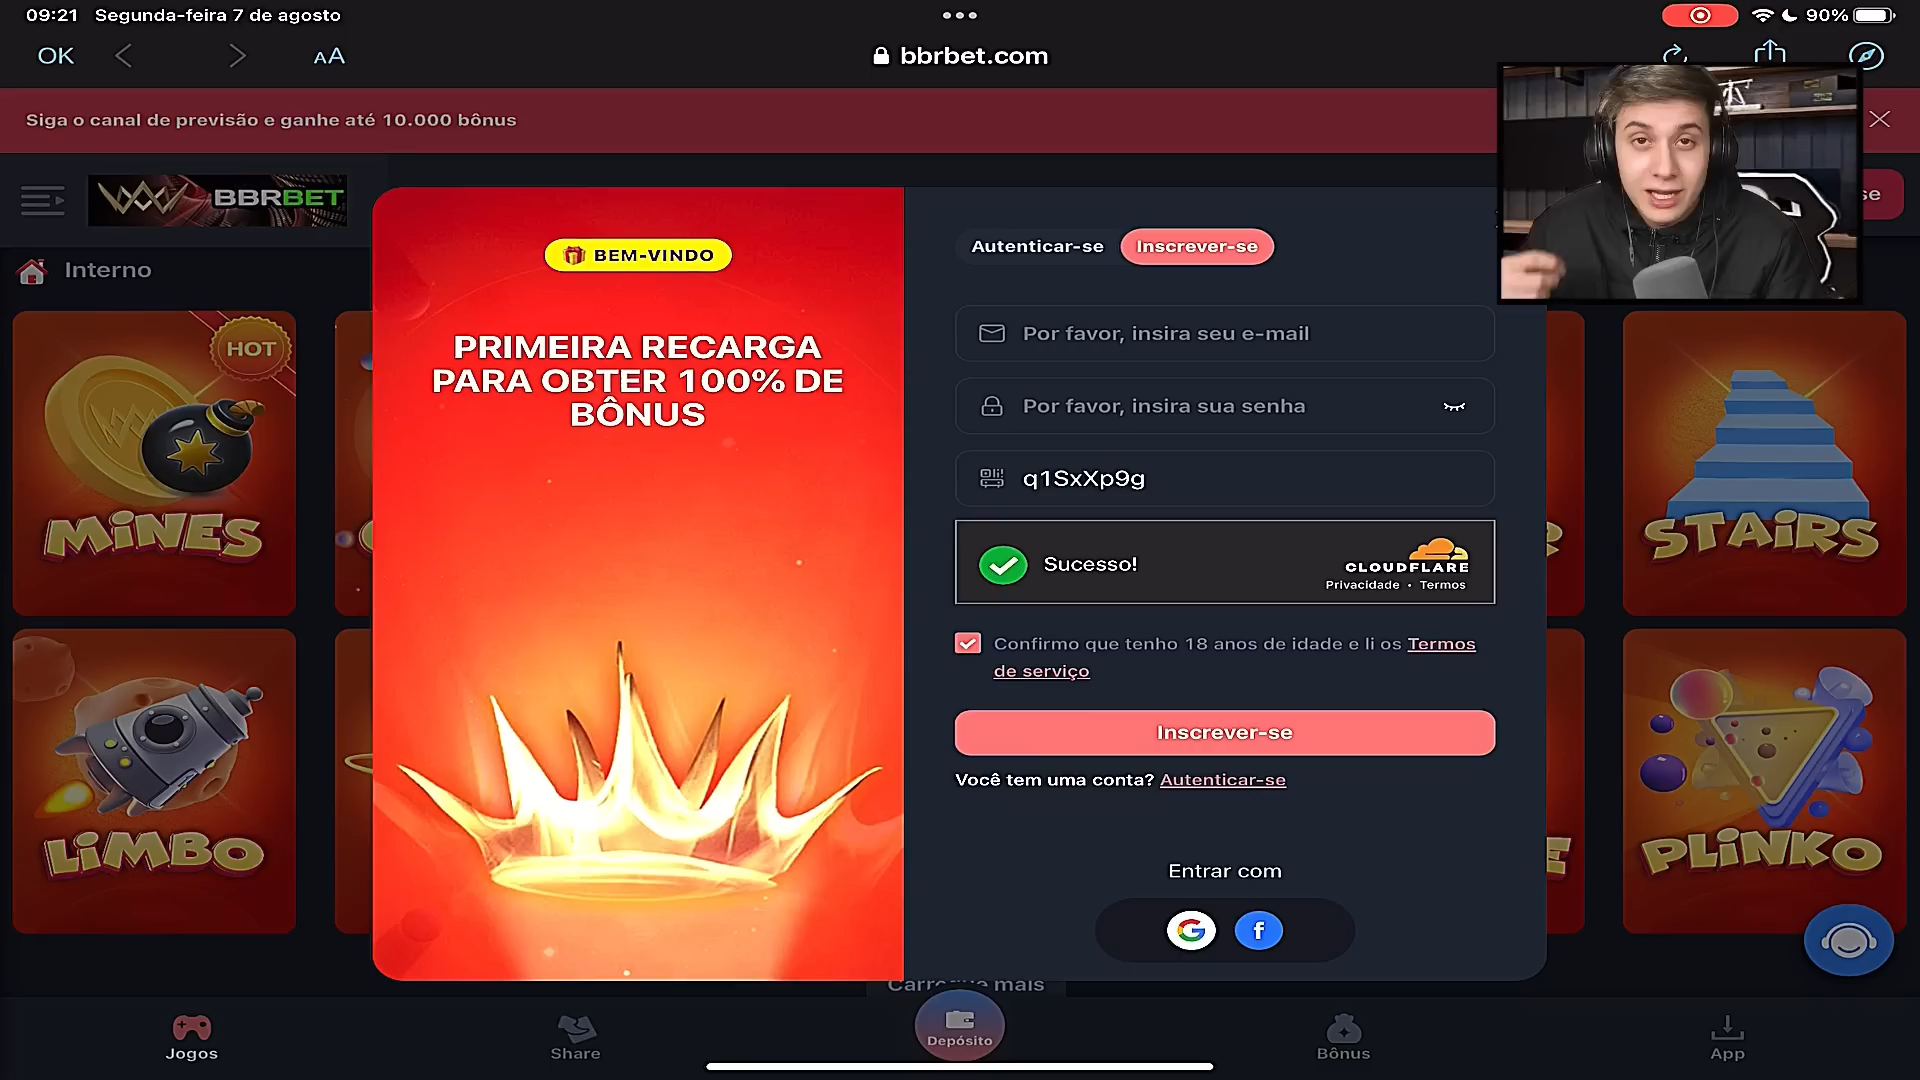 09:21 Segunda-feira 7 de agosto
90%
OK
AA
bbrbet.com
Siga o canal de previsão e ganhe até 10.000 bônus
BBRBET
se
Interno
BEM-VINDO
PRIMEIRA RECARGA
PARA OBTER 100% DE
BÔNUS
Autenticar-se Inscrever-se
Por favor, insira seu e-mail
Por favor, insira sua senha
q1SxXp9g
Sucesso!
CLOUDFLARE
Privacidade • Termos
Confirmo que tenho 18 anos de idade e li os Termos
de serviço
Inscrever-se
Você tem uma conta? Autenticar-se
Entrar com
HOT
MINES
STAIRS
LIMBO
PLINKO
mais
Jogos
Share
Depósito
Bônus
App